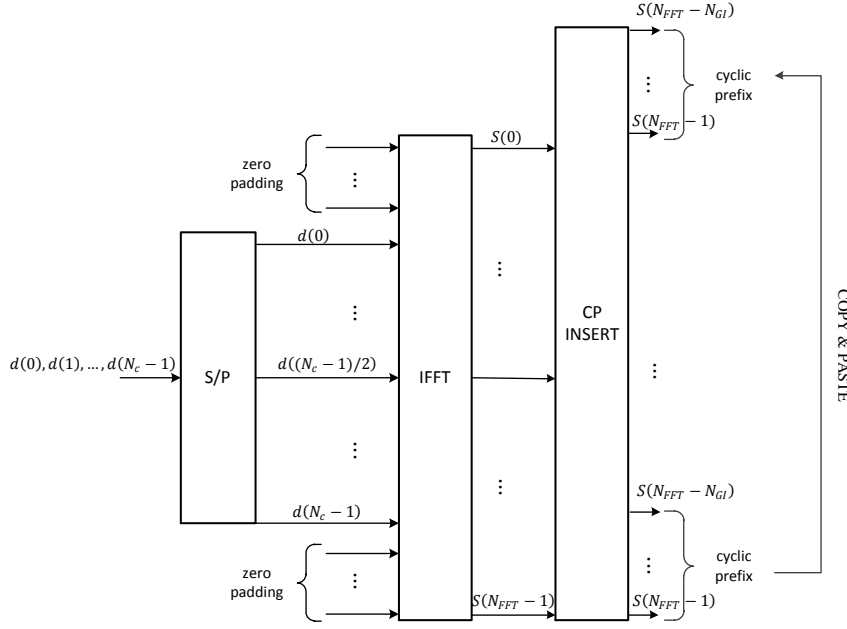 S(N_FFT − N_GI)
⋮
cyclic
prefix
S(N_FFT − 1)
zero
padding
⋮
S(0)
d(0)
⋮
⋮
CP
INSERT
COPY & PASTE
d(0), d(1), …, d(N_c − 1)
S/P
d((N_c − 1)/2)
IFFT
⋮
⋮
⋮
S(N_FFT − N_GI)
d(N_c − 1)
zero
padding
⋮
⋮
cyclic
prefix
S(N_FFT − 1)
S(N_FFT − 1)